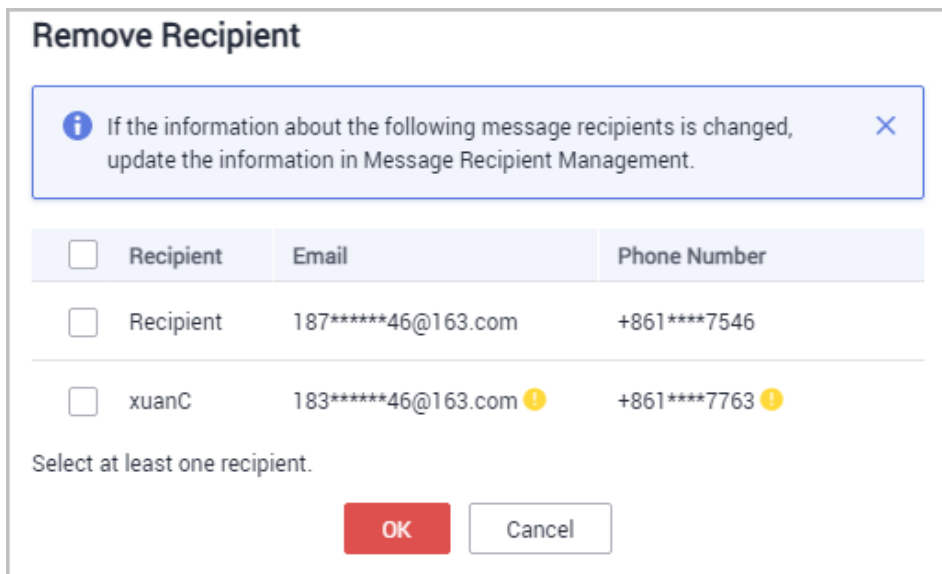 Remove Recipient
If the information about the following message recipients is changed,
update the information in Message Recipient Management.
Recipient Email Phone Number
Recipient 187******46@163.com +861****7546
xuanC 183******46@163.com +861****7763
Select at least one recipient.
OK Cancel